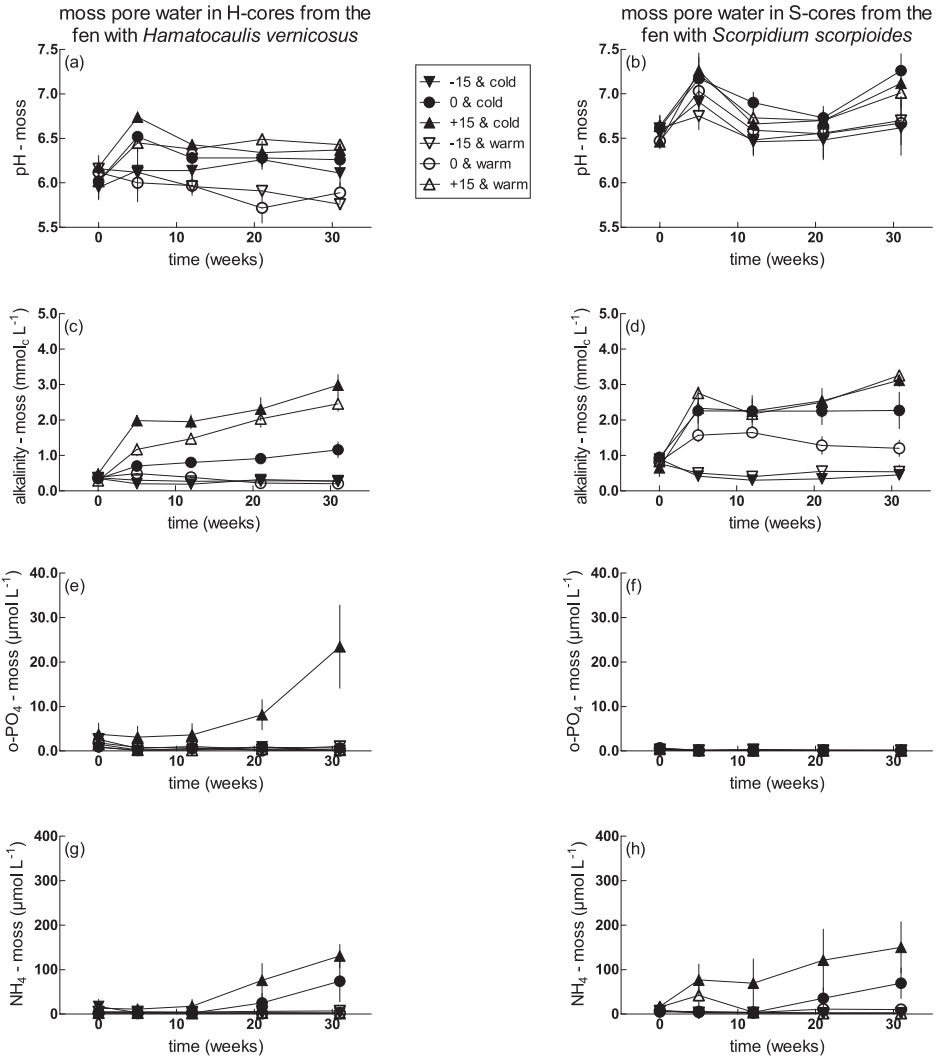 moss pore water in H-cores from the
fen with Hamatocaulis vernicosus
moss pore water in S-cores from the
fen with Scorpidium scorpioides
(a)
pH - moss
7.5
7.0
6.5
6.0
5.5
0 10 20 30
time (weeks)
-15 & cold
0 & cold
+15 & cold
-15 & warm
0 & warm
+15 & warm
(b)
pH - moss
7.5
7.0
6.5
6.0
5.5
0 10 20 30
time (weeks)
(c)
alkalinity - moss (mmolc L-1)
5.0
4.0
3.0
2.0
1.0
0.0
0 10 20 30
time (weeks)
(d)
alkalinity - moss (mmolc L-1)
5.0
4.0
3.0
2.0
1.0
0.0
0 10 20 30
time (weeks)
(e)
o-PO4 - moss (µmol L-1)
40.0
30.0
20.0
10.0
0.0
0 10 20 30
time (weeks)
(f)
o-PO4 - moss (µmol L-1)
40.0
30.0
20.0
10.0
0.0
0 10 20 30
time (weeks)
(g)
NH4 - moss (µmol L-1)
400
300
200
100
0
0 10 20 30
time (weeks)
(h)
NH4 - moss (µmol L-1)
400
300
200
100
0
0 10 20 30
time (weeks)